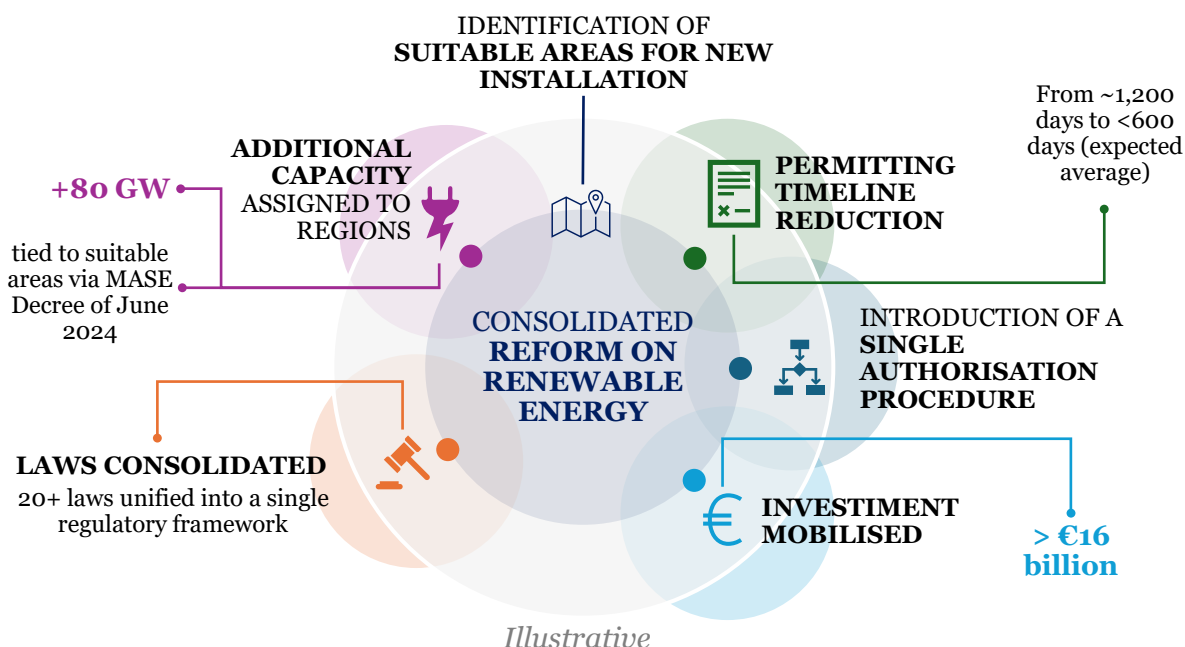 IDENTIFICATION OF
SUITABLE AREAS FOR NEW
INSTALLATION
ADDITIONAL
CAPACITY
ASSIGNED TO
REGIONS
+80 GW
tied to suitable
areas via MASE
Decree of June
2024
PERMITTING
TIMELINE
REDUCTION
From ~1,200
days to <600
days (expected
average)
CONSOLIDATED
REFORM ON
RENEWABLE
ENERGY
INTRODUCTION OF A
SINGLE
AUTHORISATION
PROCEDURE
LAWS CONSOLIDATED
20+ laws unified into a single
regulatory framework
INVESTIMENT
MOBILISED
> €16
billion
Illustrative